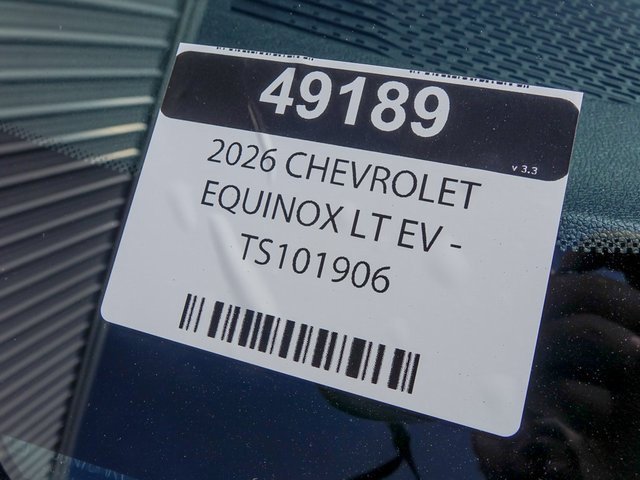 49189
v 3.3
2026 CHEVROLET
EQUINOX LT EV -
TS101906